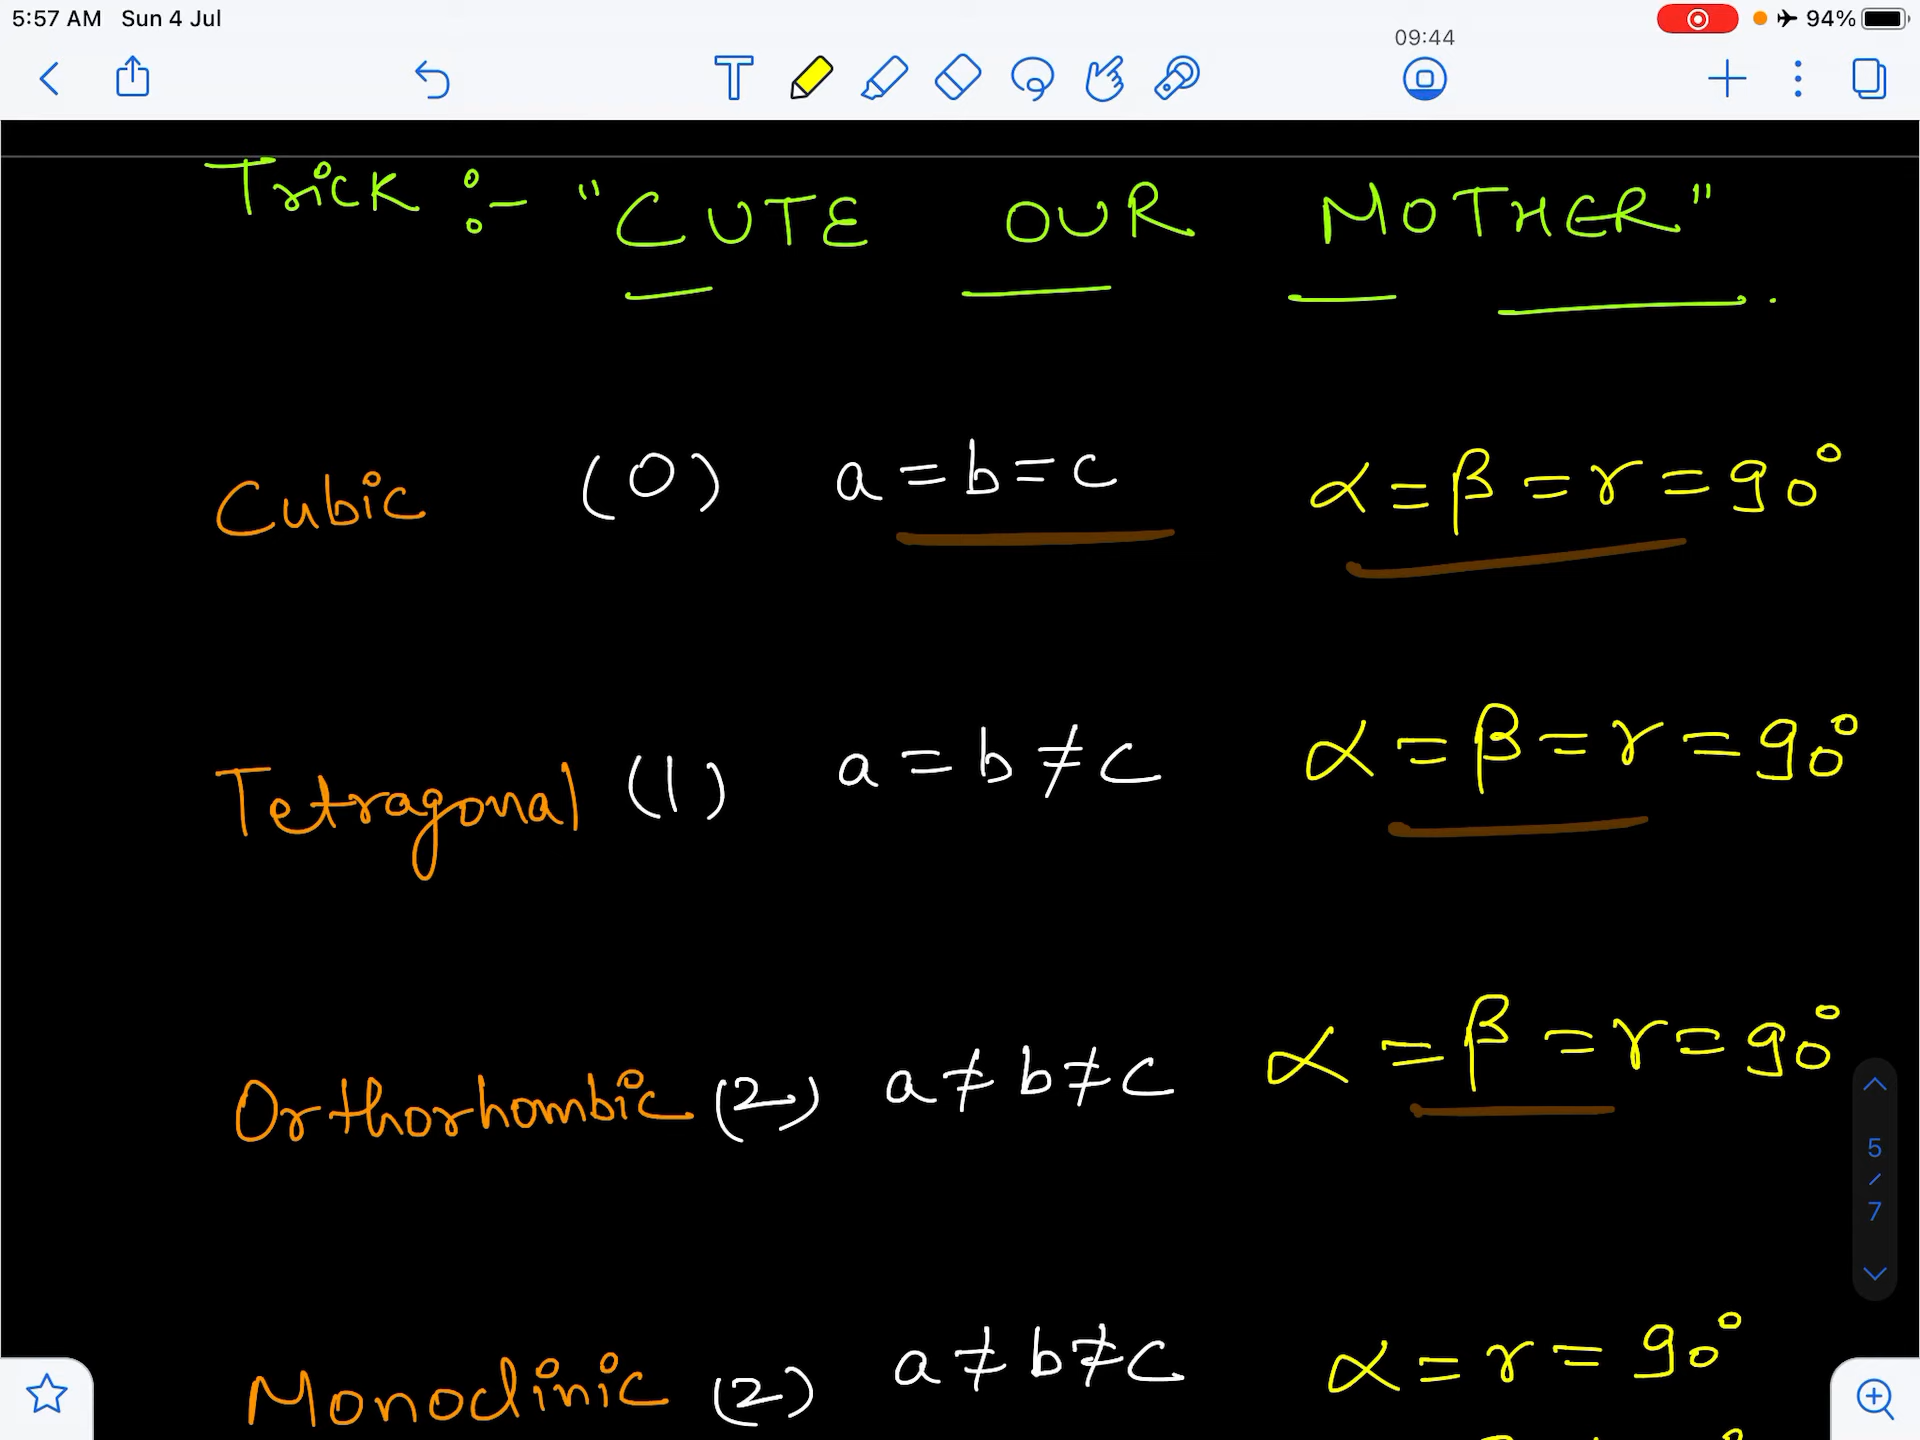 5:57 AM Sun 4 Jul
94%
09:44
T
Trick :- "CUTE OUR MOTHER"
Cubic (0) a = b = c α = β = γ = 90°
Tetragonal (1) a = b ≠ c α = β = γ = 90°
Orthorhombic (2) a ≠ b ≠ c α = β = γ = 90°
5
/
7
Monoclinic (2) a ≠ b ≠ c α = γ = 90°